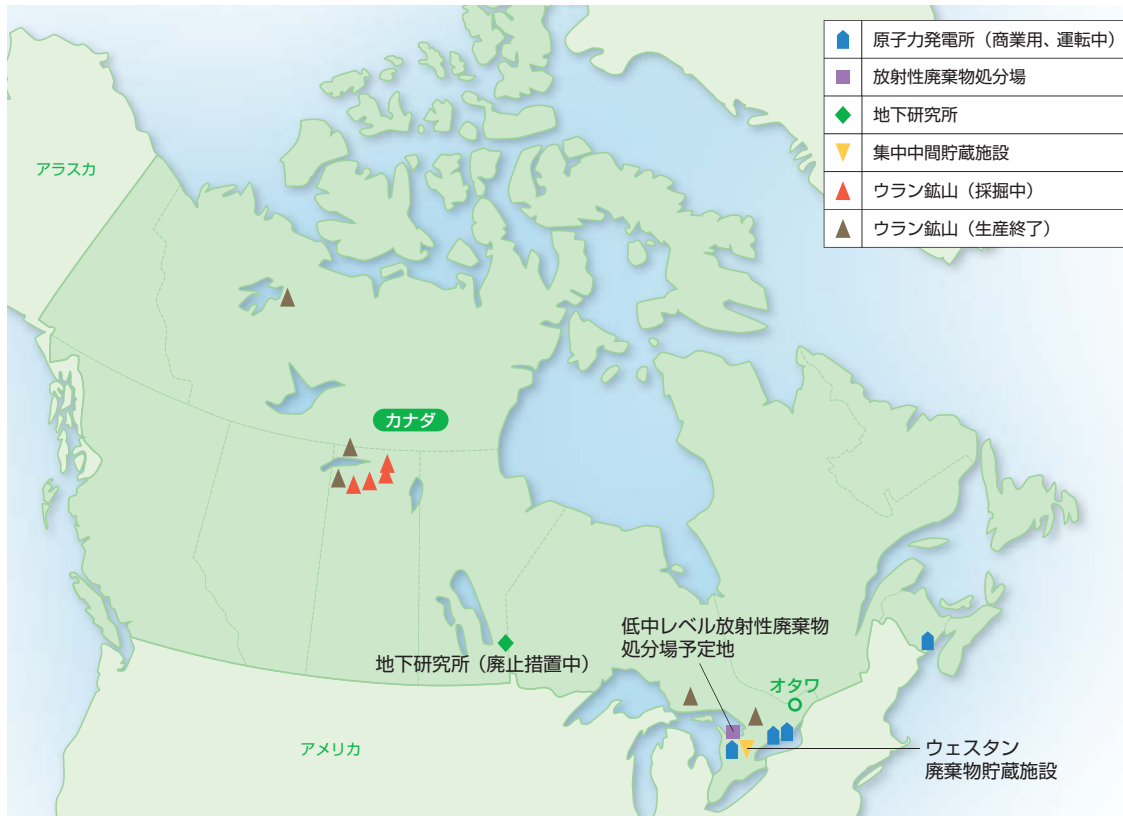 原子力発電所（商業用、運転中）
放射性廃棄物処分場
地下研究所
集中中間貯蔵施設
ウラン鉱山（採掘中）
ウラン鉱山（生産終了）
アラスカ
カナダ
低中レベル放射性廃棄物
処分場予定地
地下研究所（廃止措置中）
オタワ
アメリカ
ウェスタン
廃棄物貯蔵施設